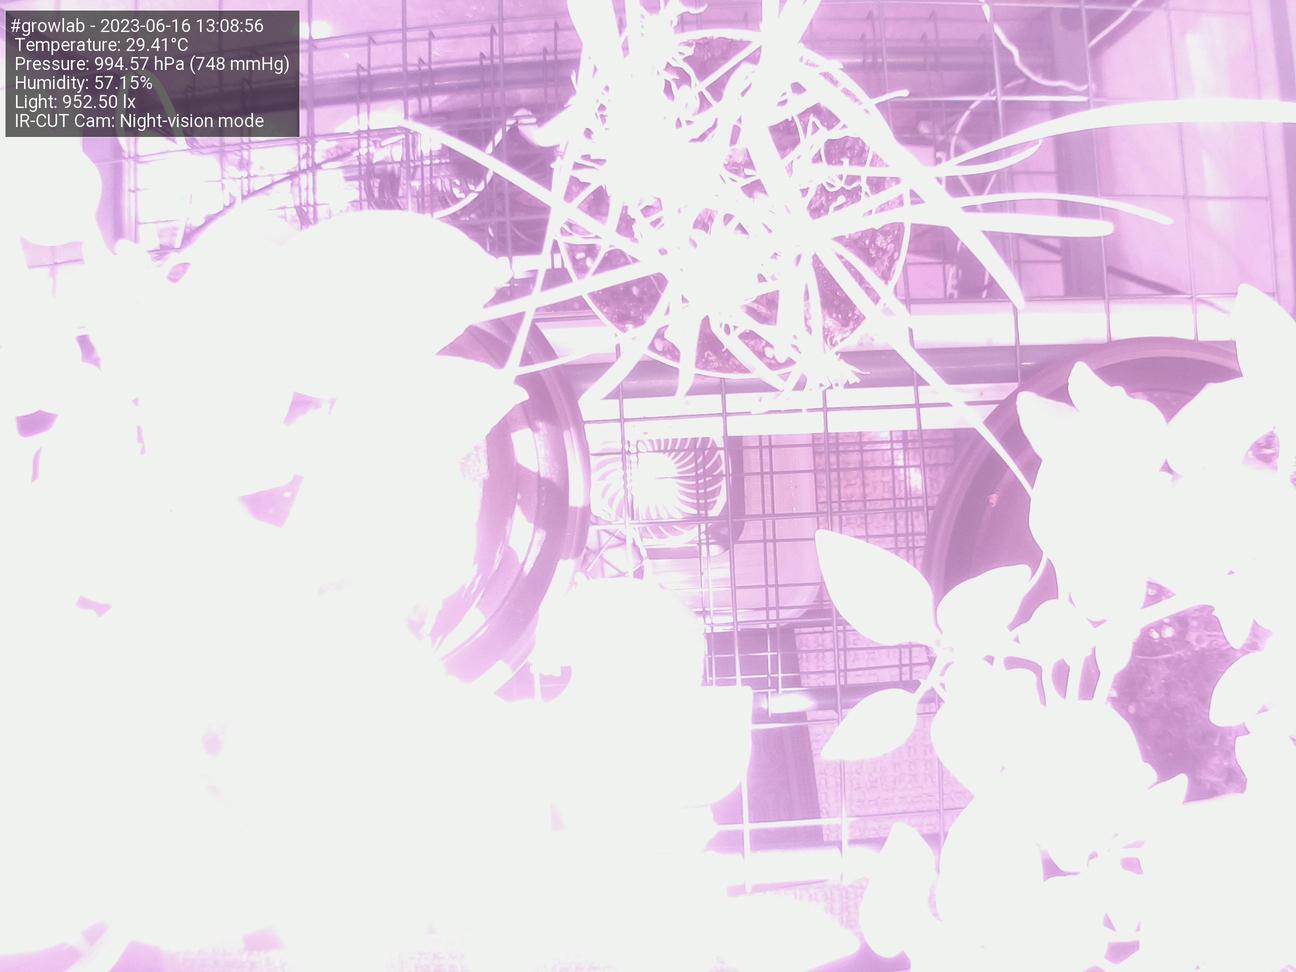 #growlab - 2023-06-16 13:08:56
Temperature: 29.41°C
Pressure: 994.57 hPa (748 mmHg)
Humidity: 57.15%
Light: 952.50 lx
IR-CUT Cam: Night-vision mode